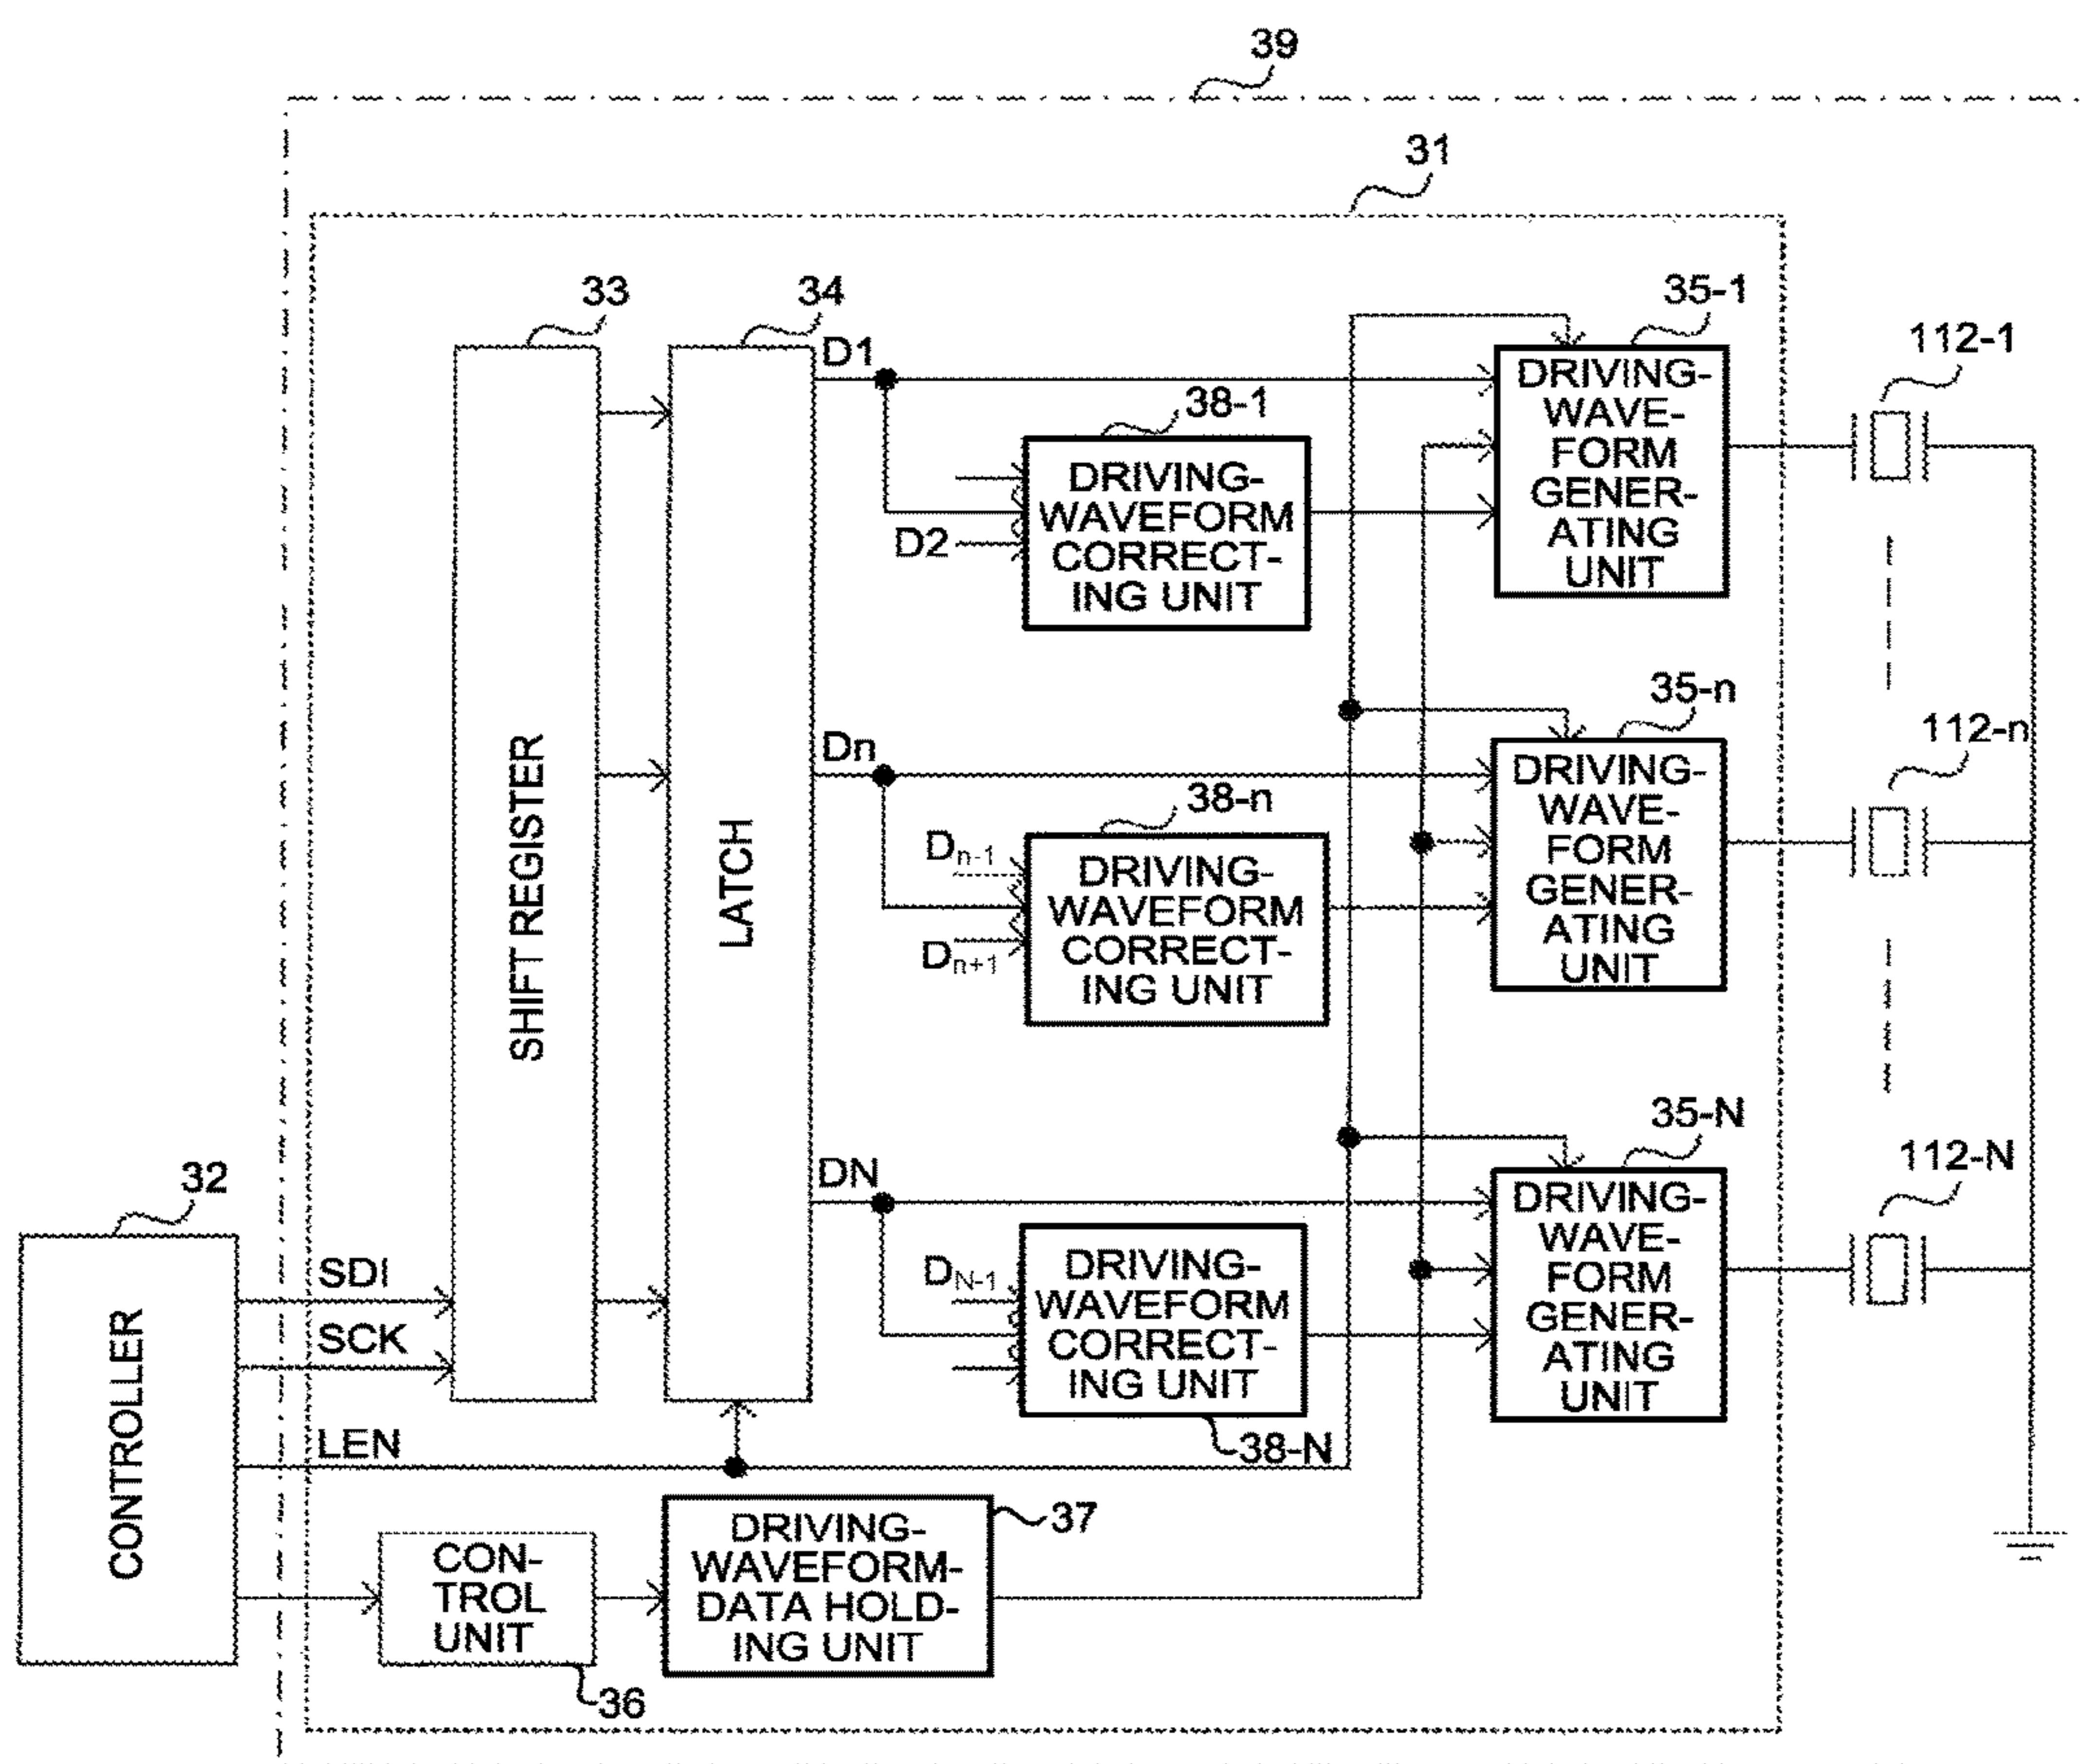 39
31
33
34
35-1
112-1
D1
38-1
DRIVING-
WAVE-
FORM
GENER-
ATING
UNIT
DRIVING-
WAVEFORM
CORRECT-
ING UNIT
D2
35-n
112-n
Dn
38-n
DRIVING-
WAVE-
FORM
GENER-
ATING
UNIT
Dn-1
DRIVING-
WAVEFORM
CORRECT-
ING UNIT
Dn+1
SHIFT REGISTER
LATCH
35-N
112-N
DN
32
DRIVING-
WAVE-
FORM
GENER-
ATING
UNIT
DN-1
DRIVING-
WAVEFORM
CORRECT-
ING UNIT
38-N
SDI
SCK
LEN
CONTROLLER
37
DRIVING-
WAVEFORM-
DATA HOLD-
ING UNIT
CON-
TROL
UNIT
36